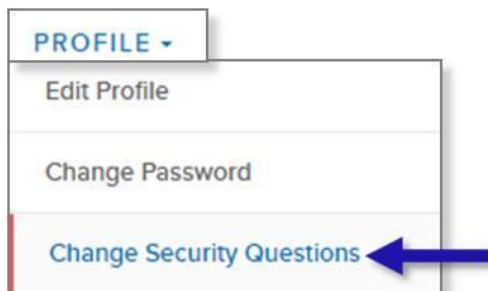 PROFILE
Edit Profile
Change Password
Change Security Questions